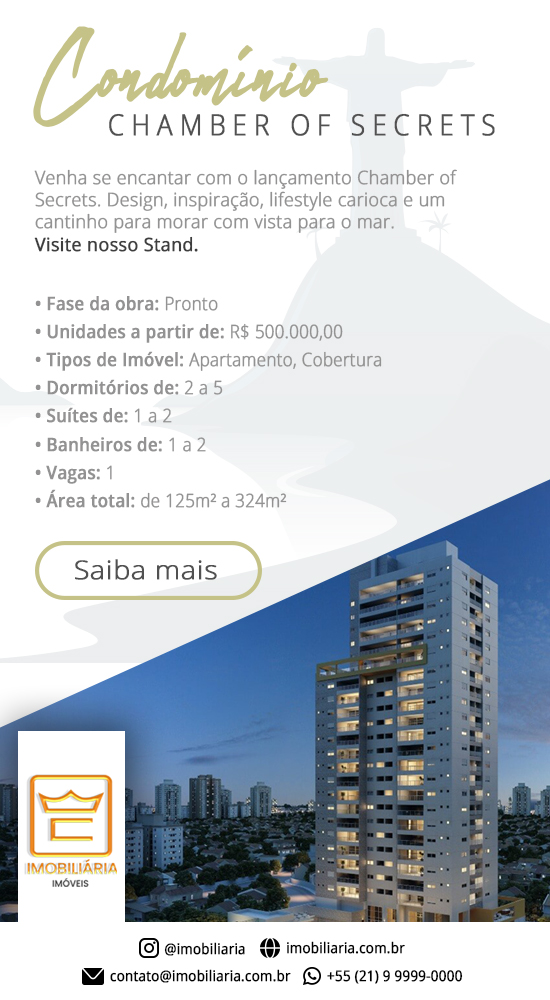 Condomínio
CHAMBER OF SECRETS
Venha se encantar com o lançamento Chamber of
Secrets. Design, inspiração, lifestyle carioca e um
cantinho para morar com vista para o mar.
Visite nosso Stand.
• Fase da obra: Pronto
• Unidades a partir de: R$ 500.000,00
• Tipos de Imóvel: Apartamento, Cobertura
• Dormitórios de: 2 a 5
• Suítes de: 1 a 2
• Banheiros de: 1 a 2
• Vagas: 1
• Área total: de 125m² a 324m²
Saiba mais
IMOBILIÁRIA
IMÓVEIS
@imobiliaria imobiliaria.com.br
contato@imobiliaria.com.br +55 (21) 9 9999-0000